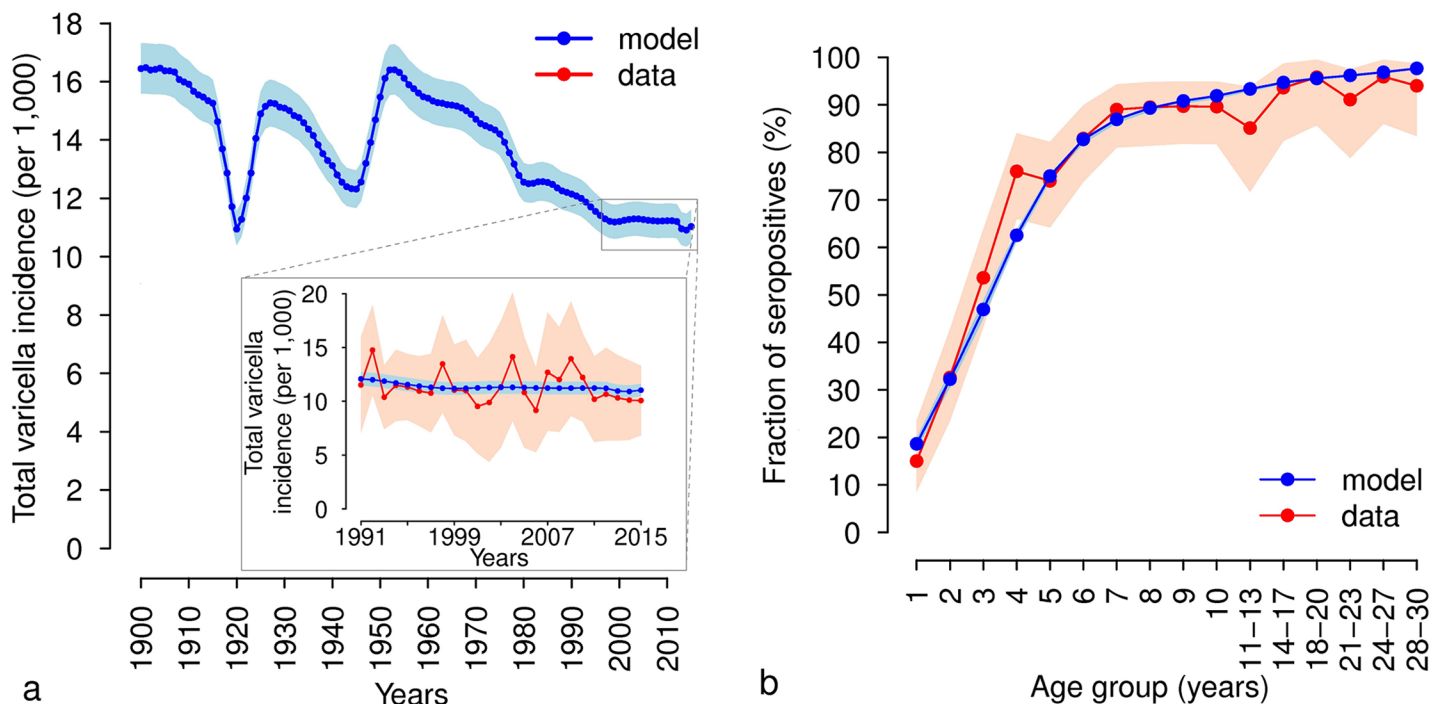 Total varicella incidence (per 1,000)
18
16
14
12
10
8
6
4
2
0
model
data
Total varicella
incidence (per 1,000)
20
15
10
5
0
1991 1999 2007 2015
Years
1900 1910 1920 1930 1940 1950 1960 1970 1980 1990 2000 2010
Years
a
Fraction of seropositives (%)
100
90
80
70
60
50
40
30
20
10
0
model
data
1 2 3 4 5 6 7 8 9 10 11–13 14–17 18–20 21–23 24–27 28–30
Age group (years)
b